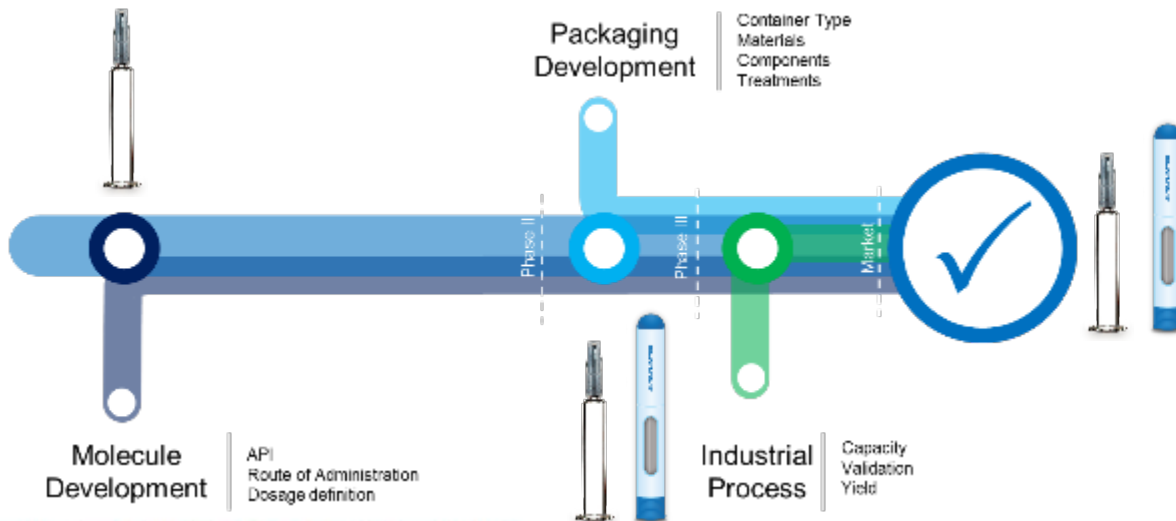 Packaging
Development
Container Type
Materials
Components
Treatments
Phase II
Phase III
Market
Molecule
Development
API
Route of Administration
Dosage definition
Industrial
Process
Capacity
Validation
Yield